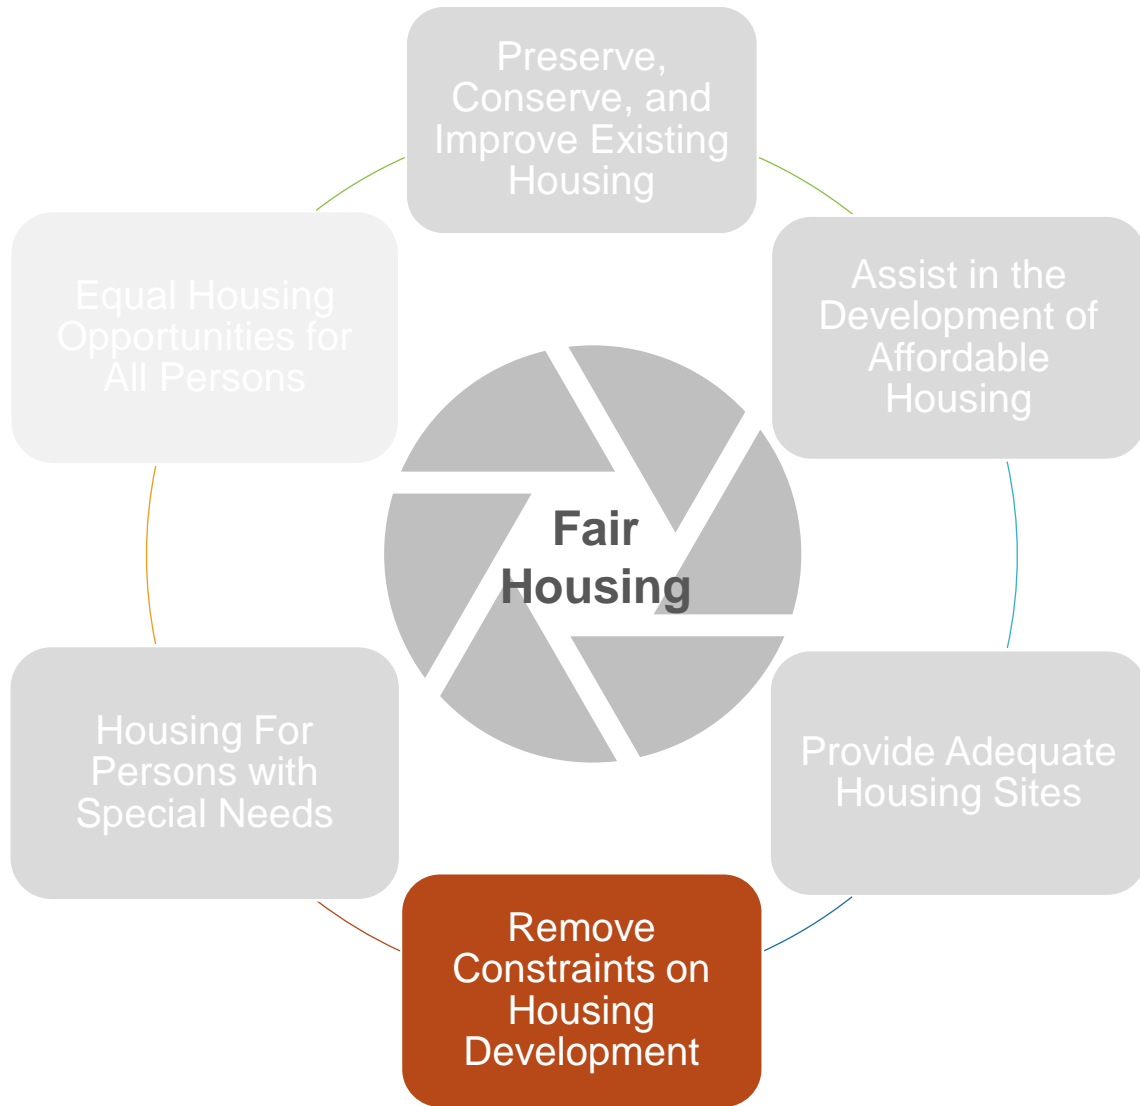 Preserve,
Conserve, and
Improve Existing
Housing
Assist in the
Development of
Affordable
Housing
Provide Adequate
Housing Sites
Remove
Constraints on
Housing
Development
Housing For
Persons with
Special Needs
Equal Housing
Opportunities for
All Persons
Fair
Housing